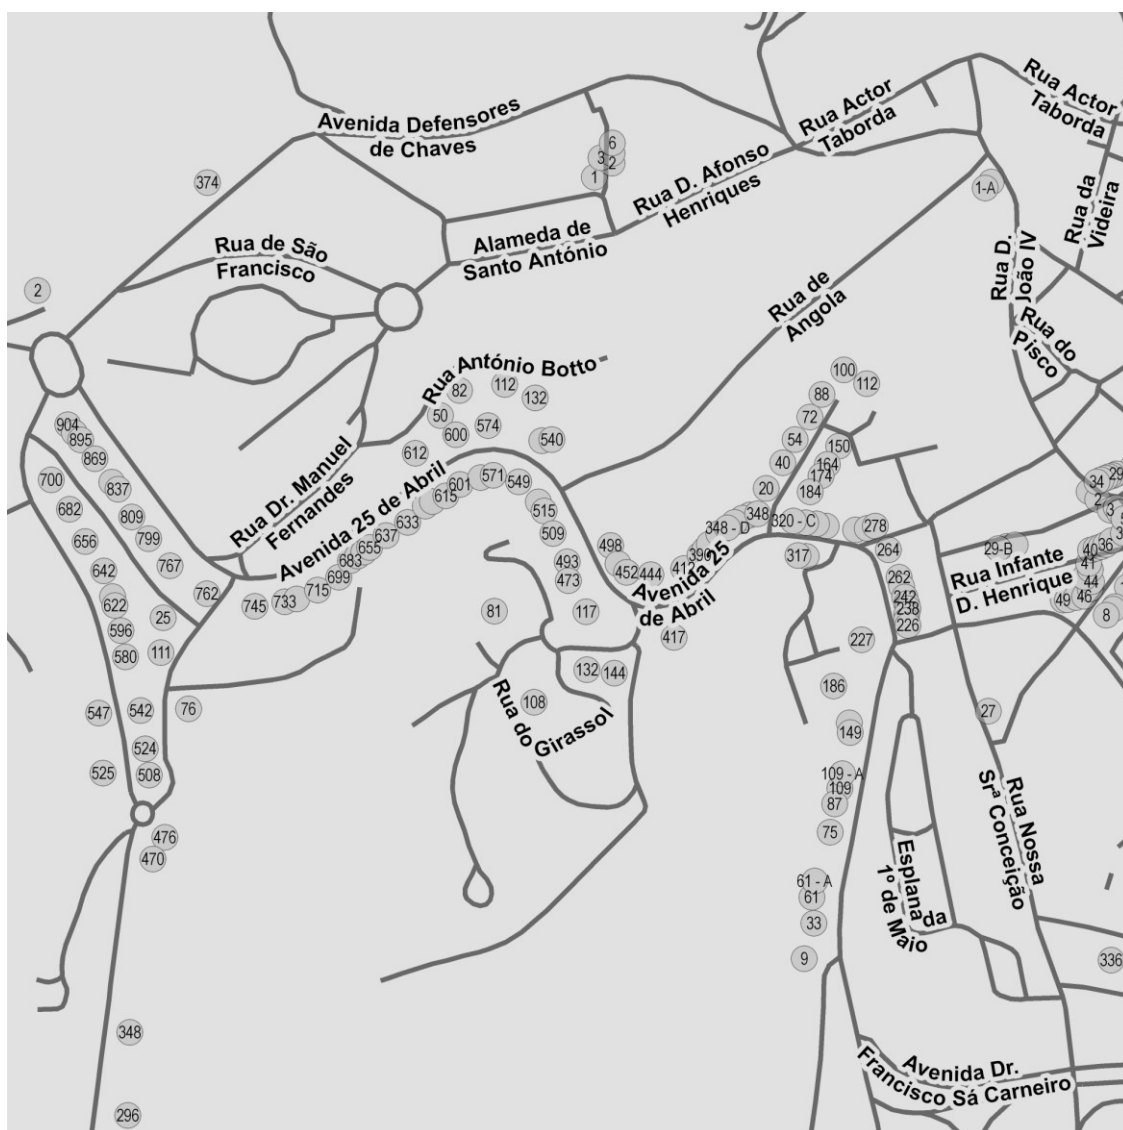 Rua Actor
Taborda
Rua Actor
Taborda
Avenida Defensores
de Chaves
6
3
2
1
374
Rua D. Afonso
Henriques
1-A
Rua da
Videira
Rua de São
Francisco
Alameda de
Santo António
Rua D.
João IV
2
Rua de
Angola
Rua do
Pisco
Rua António Botto
100
112
82
112
132
88
50
72
904
895
600
574
540
54
150
869
612
40
164
174
700
837
Rua Dr. Manuel
Fernandes
Avenida 25 de Abril
571
601
549
615
20
184
34
29
2
682
809
515
348
320 - C
278
3
633
348 - D
656
799
637
509
498
655
390
317
264
29-B
40
36
642
767
683
493
452
444
412
41
699
473
262
Rua Infante
D. Henrique
44
622
762
715
242
46
49
745
733
81
117
Avenida 25
de Abril
238
8
596
25
226
580
111
417
227
132
144
186
547
542
76
108
Rua do
Girassol
27
149
524
525
508
109 - A
109
87
476
470
75
Rua Nossa
Srª Conceição
61 - A
61
Esplanada
1º de Maio
33
9
336
348
Avenida Dr.
Francisco Sá Carneiro
296